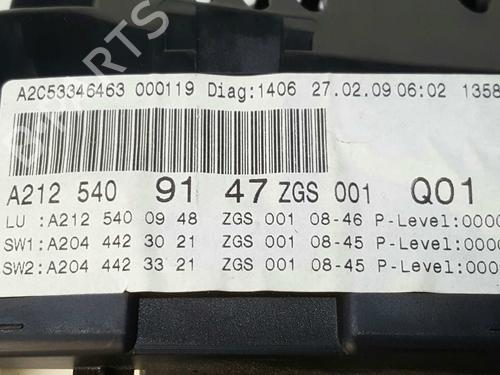 A2C53346463 000119 Diag:1406 27.02.09 06:02 1358
A212 540 91 47 ZGS 001 Q01
LU :A212 540 09 48 ZGS 001 08-46 P-Level:0000
SW1:A204 442 30 21 ZGS 001 08-45 P-Level:0000
SW2:A204 442 33 21 ZGS 001 08-45 P-Level:000
PARTS